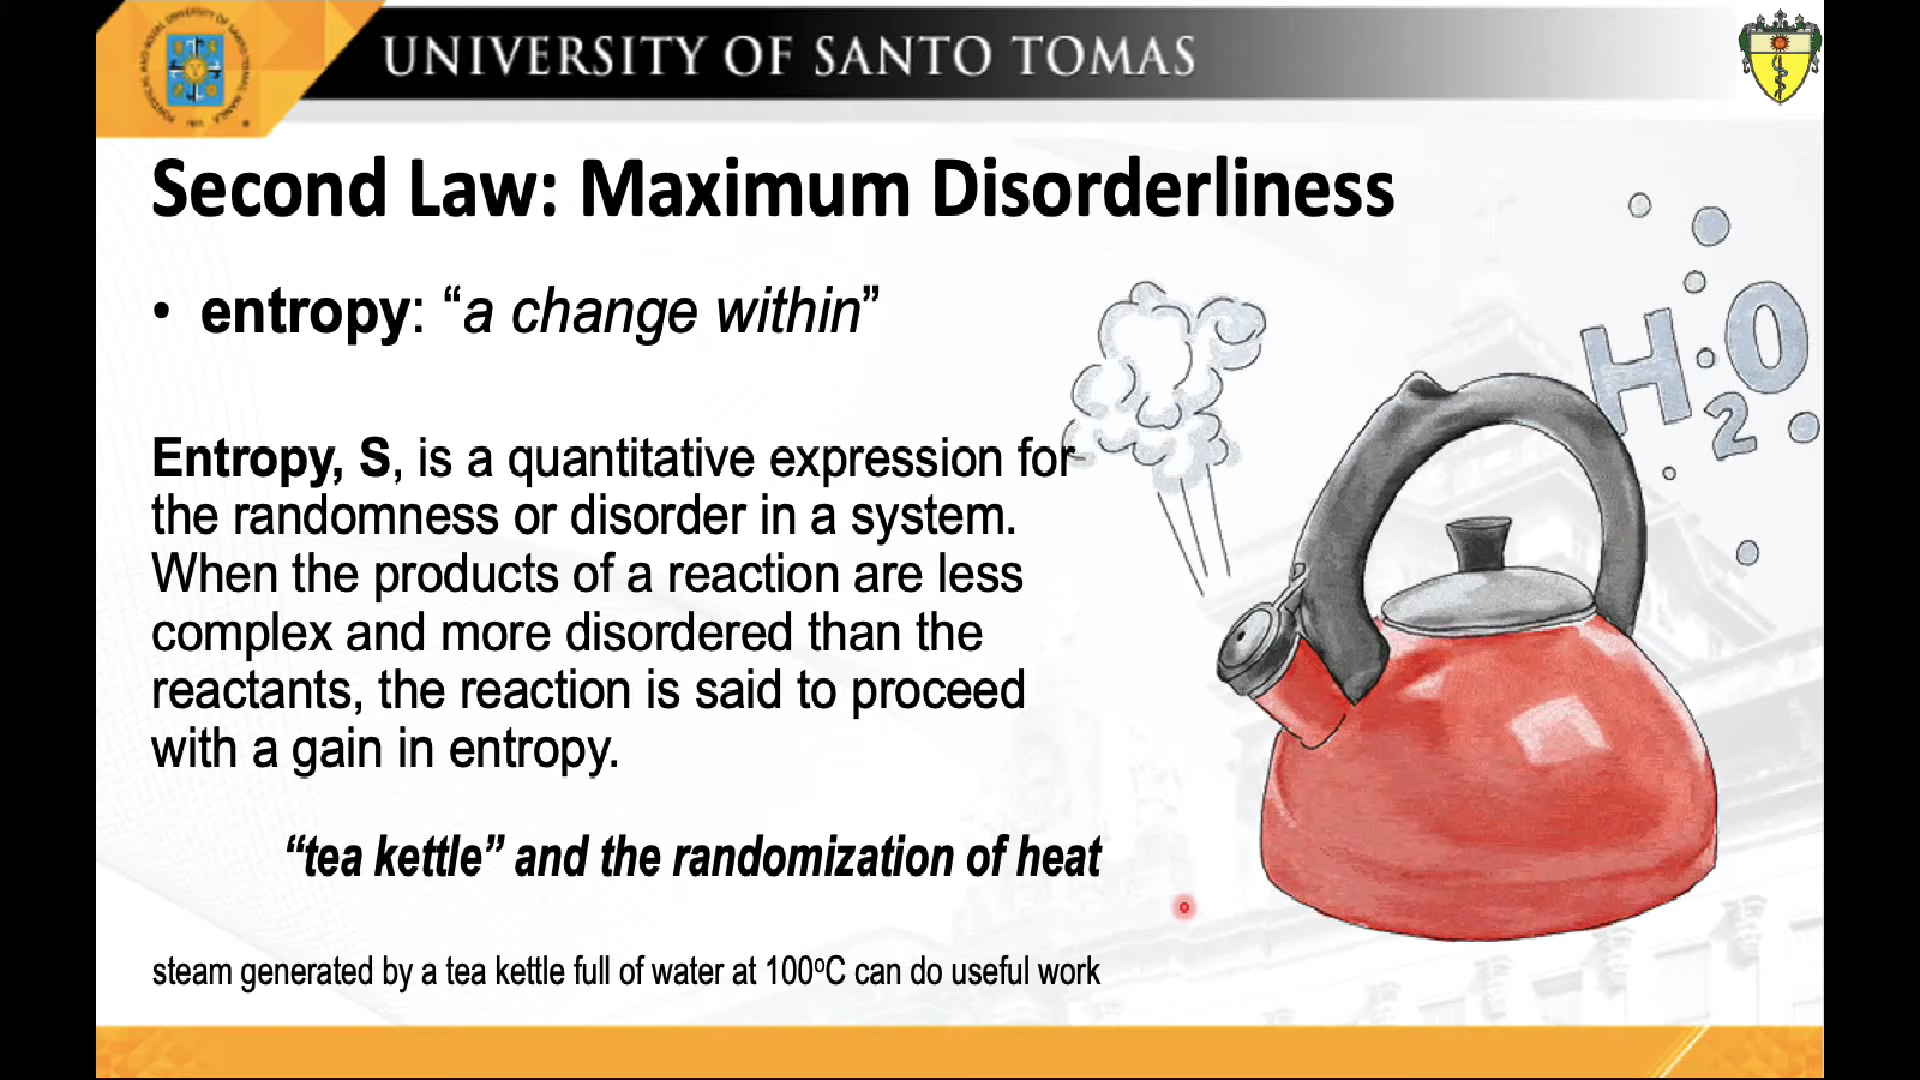 UNIVERSITY OF SANTO TOMAS
Second Law: Maximum Disorderliness
• entropy: “a change within”
H2O
Entropy, S, is a quantitative expression for
the randomness or disorder in a system.
When the products of a reaction are less
complex and more disordered than the
reactants, the reaction is said to proceed
with a gain in entropy.
“tea kettle” and the randomization of heat
steam generated by a tea kettle full of water at 100ºC can do useful work